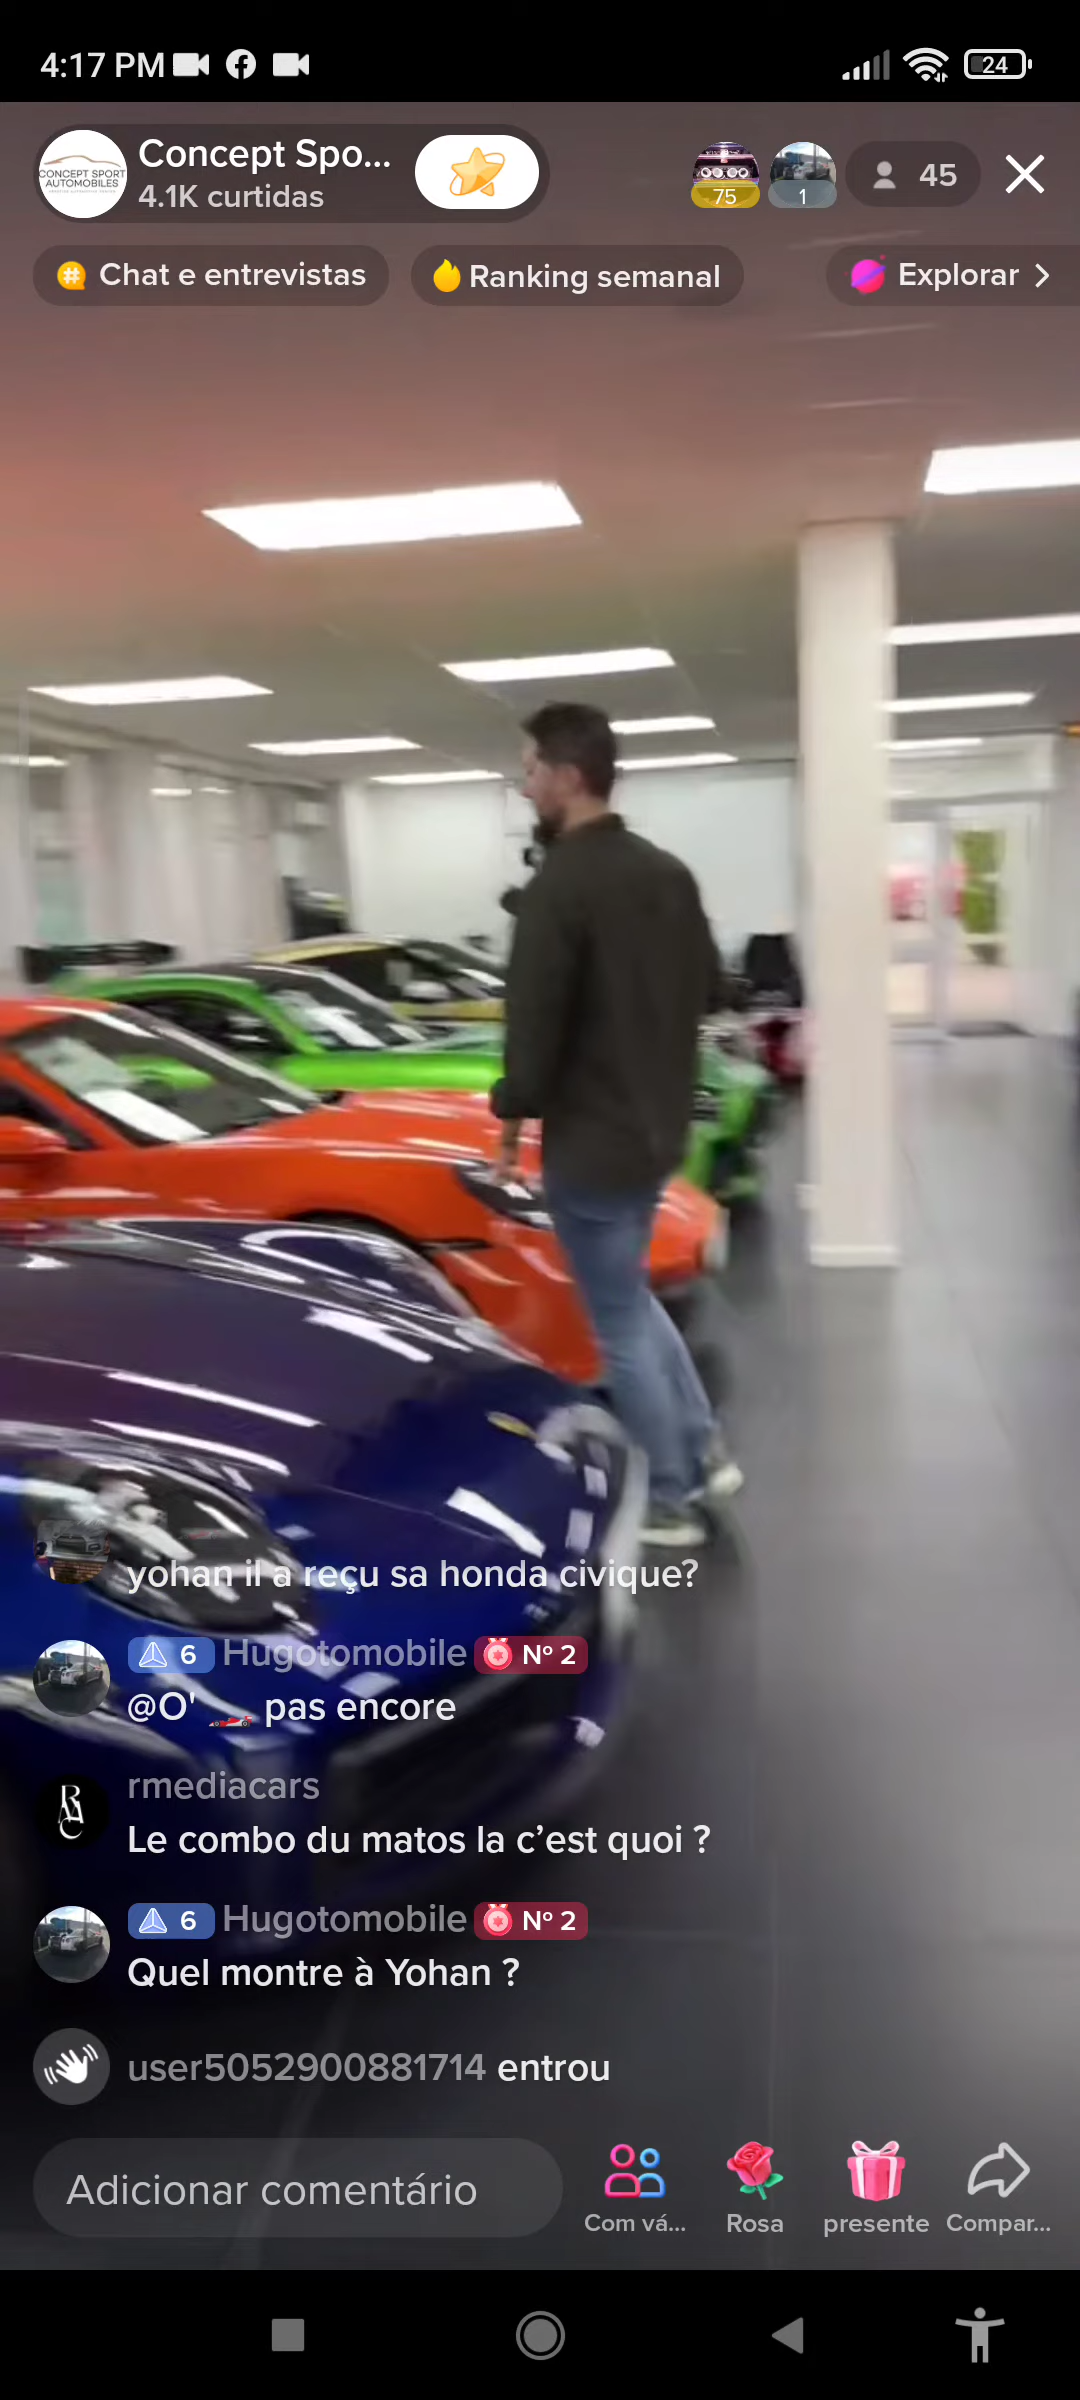 4:17 PM
24
CONCEPT SPORT
AUTOMOBILES
Concept Spo...
4.1K curtidas
75
1
45
Chat e entrevistas
Ranking semanal
Explorar
yohan il a reçu sa honda civique?
6 Hugotomobile Nº 2
@O' 🏎️ pas encore
rmediacars
Le combo du matos la c’est quoi ?
6 Hugotomobile Nº 2
Quel montre à Yohan ?
user5052900881714 entrou
Adicionar comentário
Com vá...
Rosa
presente
Compar...